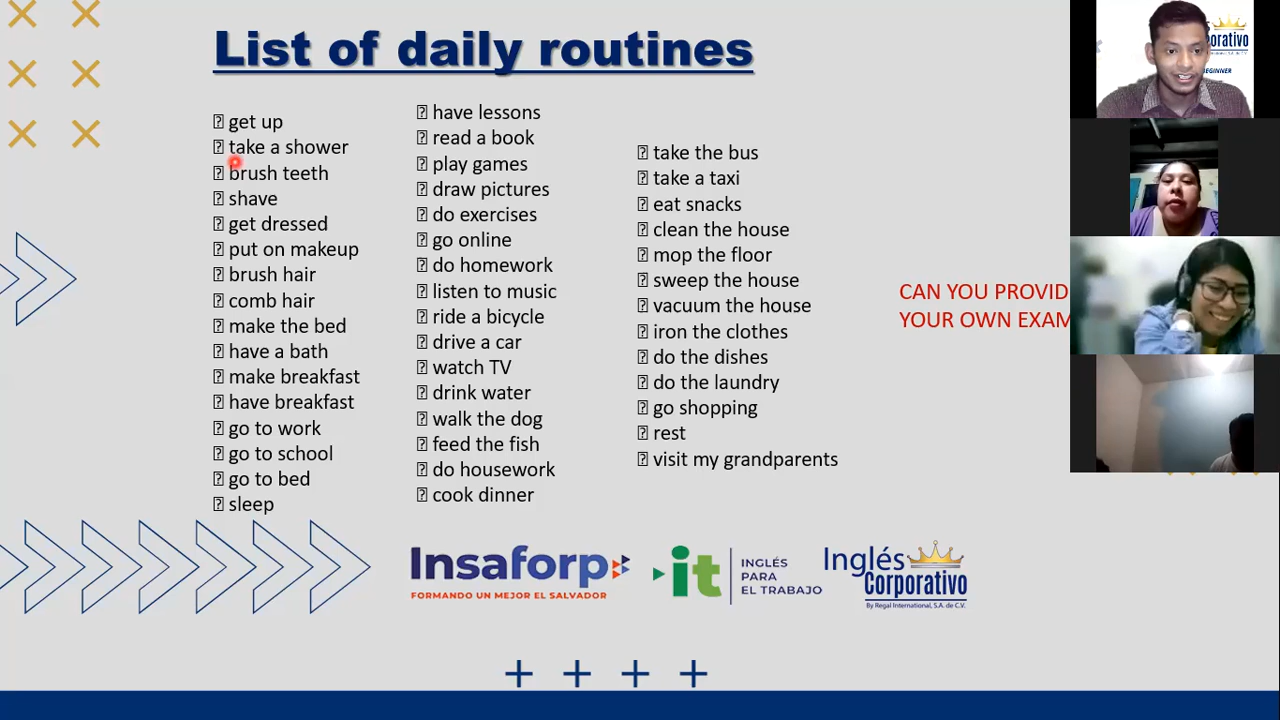 List of daily routines
get up
take a shower
brush teeth
shave
get dressed
put on makeup
brush hair
comb hair
make the bed
have a bath
make breakfast
have breakfast
go to work
go to school
go to bed
sleep
have lessons
read a book
play games
draw pictures
do exercises
go online
do homework
listen to music
ride a bicycle
drive a car
watch TV
drink water
walk the dog
feed the fish
do housework
cook dinner
take the bus
take a taxi
eat snacks
clean the house
mop the floor
sweep the house
vacuum the house
iron the clothes
do the dishes
do the laundry
go shopping
rest
visit my grandparents
CAN YOU PROVID
YOUR OWN EXAM
orativo
EGINNER
Insaforp
FORMANDO UN MEJOR EL SALVADOR
it
INGLÉS
PARA
EL TRABAJO
Inglés
Corporativo
By Regal International, S.A. de C.V.